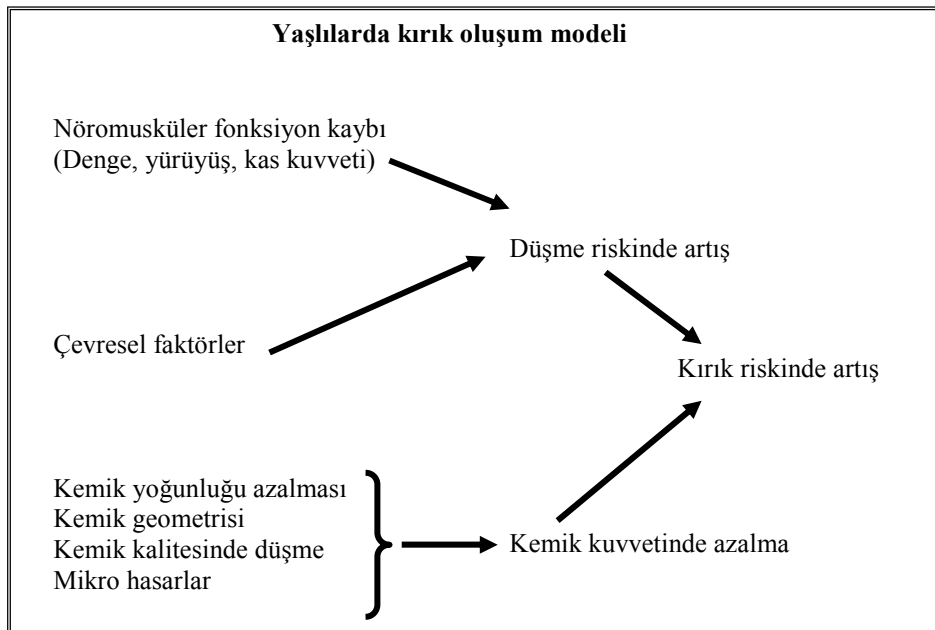 Yaşlılarda kırık oluşum modeli
Nöromusküler fonksiyon kaybı
(Denge, yürüyüş, kas kuvveti)
Düşme riskinde artış
Çevresel faktörler
Kırık riskinde artış
Kemik yoğunluğu azalması
Kemik geometrisi
Kemik kalitesinde düşme
Mikro hasarlar
Kemik kuvvetinde azalma